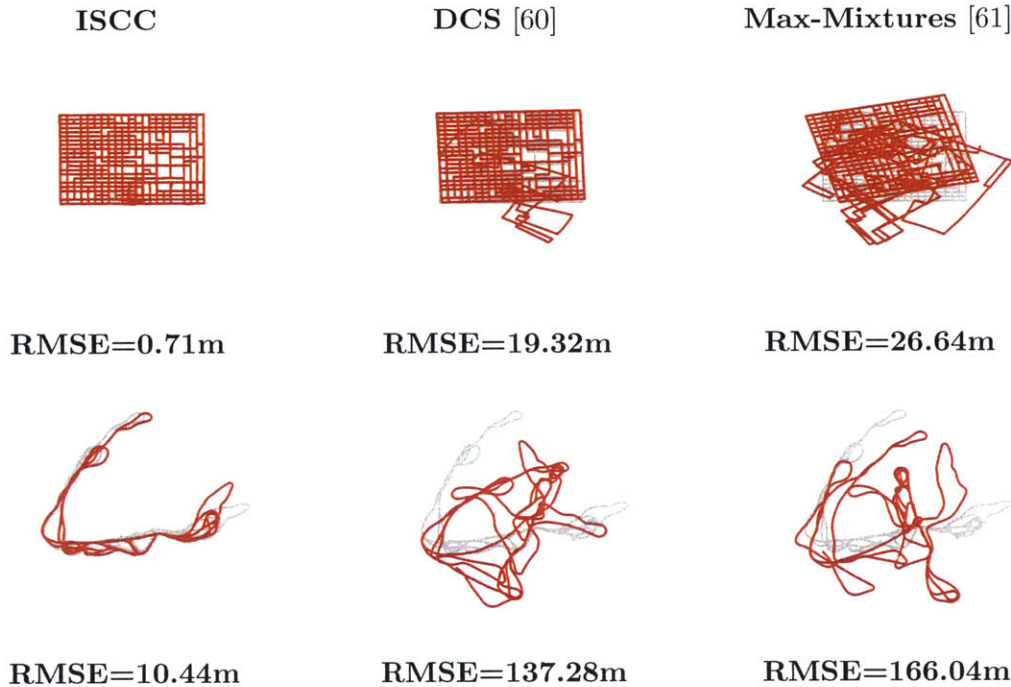 ISCC DCS [60] Max-Mixtures [61]
RMSE=0.71m RMSE=19.32m RMSE=26.64m
RMSE=10.44m RMSE=137.28m RMSE=166.04m